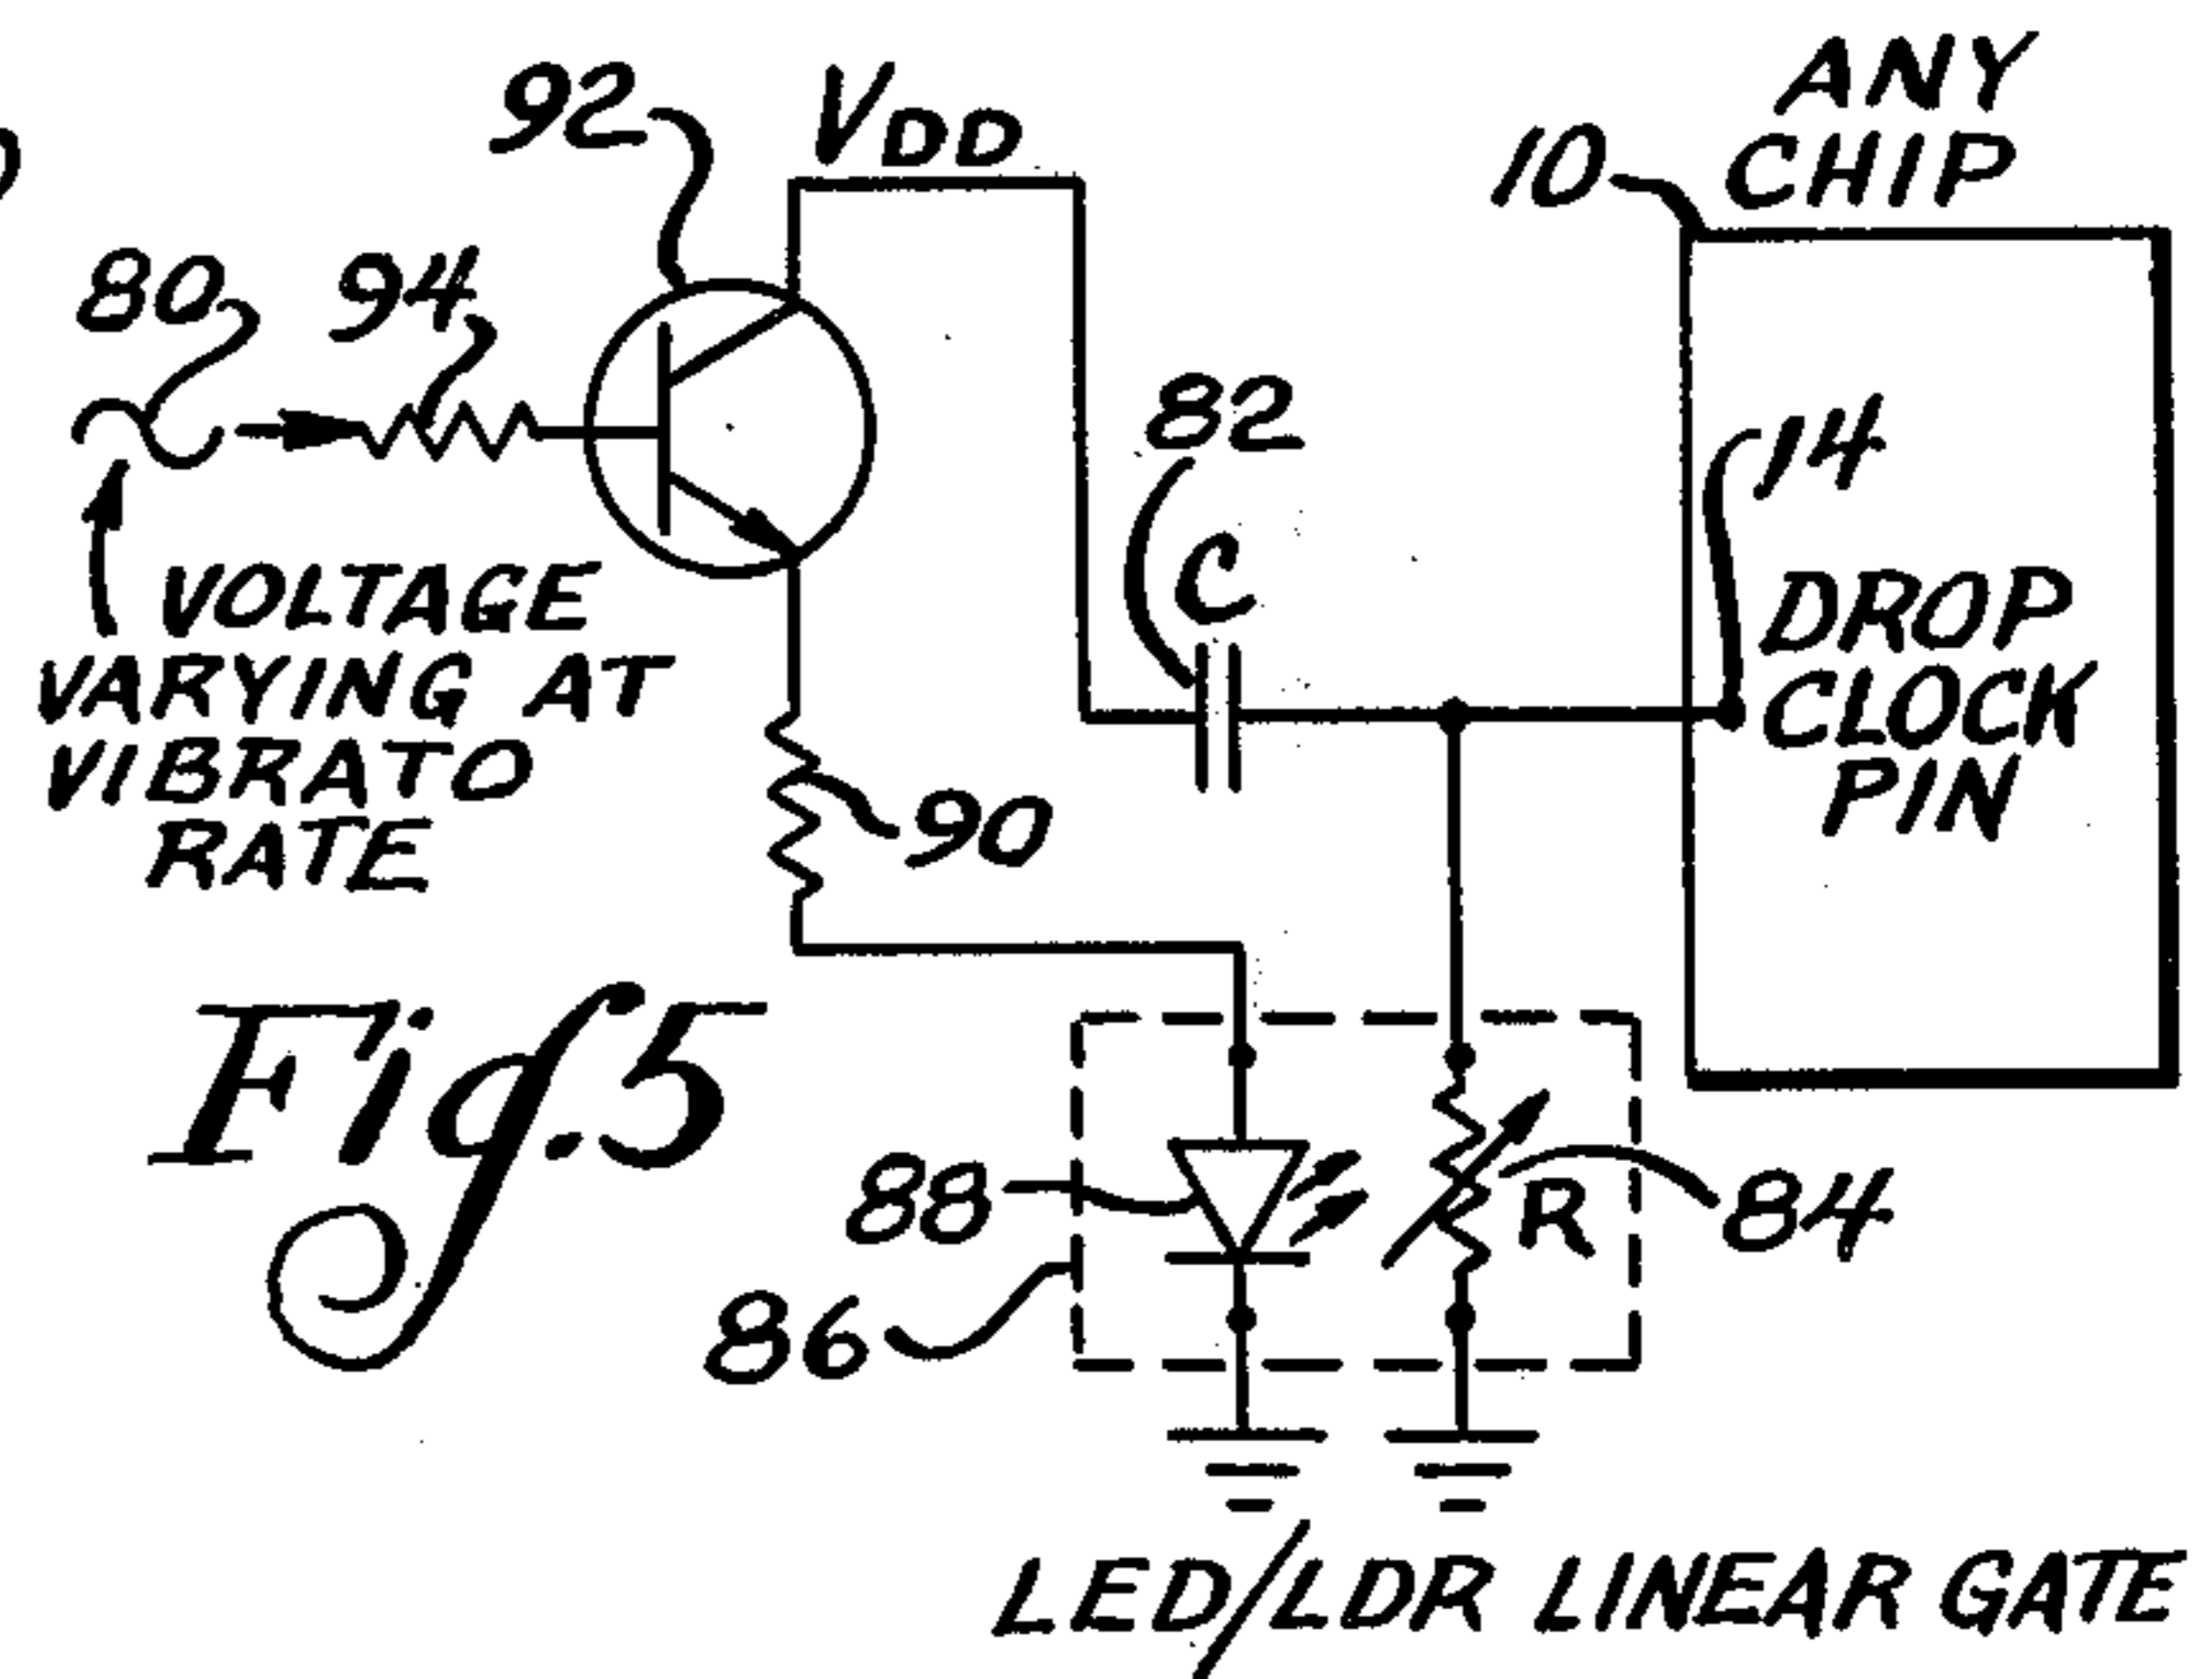 92
VDD
ANY
CHIP
10
80
94
82
C
14
DROP
CLOCK
PIN
VOLTAGE
VARYING AT
VIBRATO
RATE
90
Fig. 5
88
R
84
86
LED/LDR LINEAR GATE